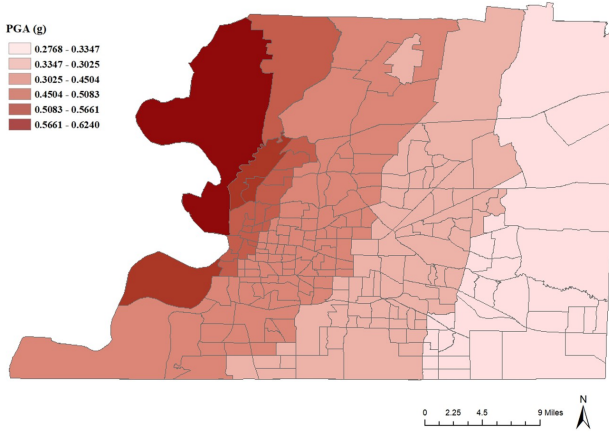 PGA (g)
0.2768 - 0.3347
0.3347 - 0.3025
0.3025 - 0.4504
0.4504 - 0.5083
0.5083 - 0.5661
0.5661 - 0.6240
N
0 2.25 4.5 9 Miles